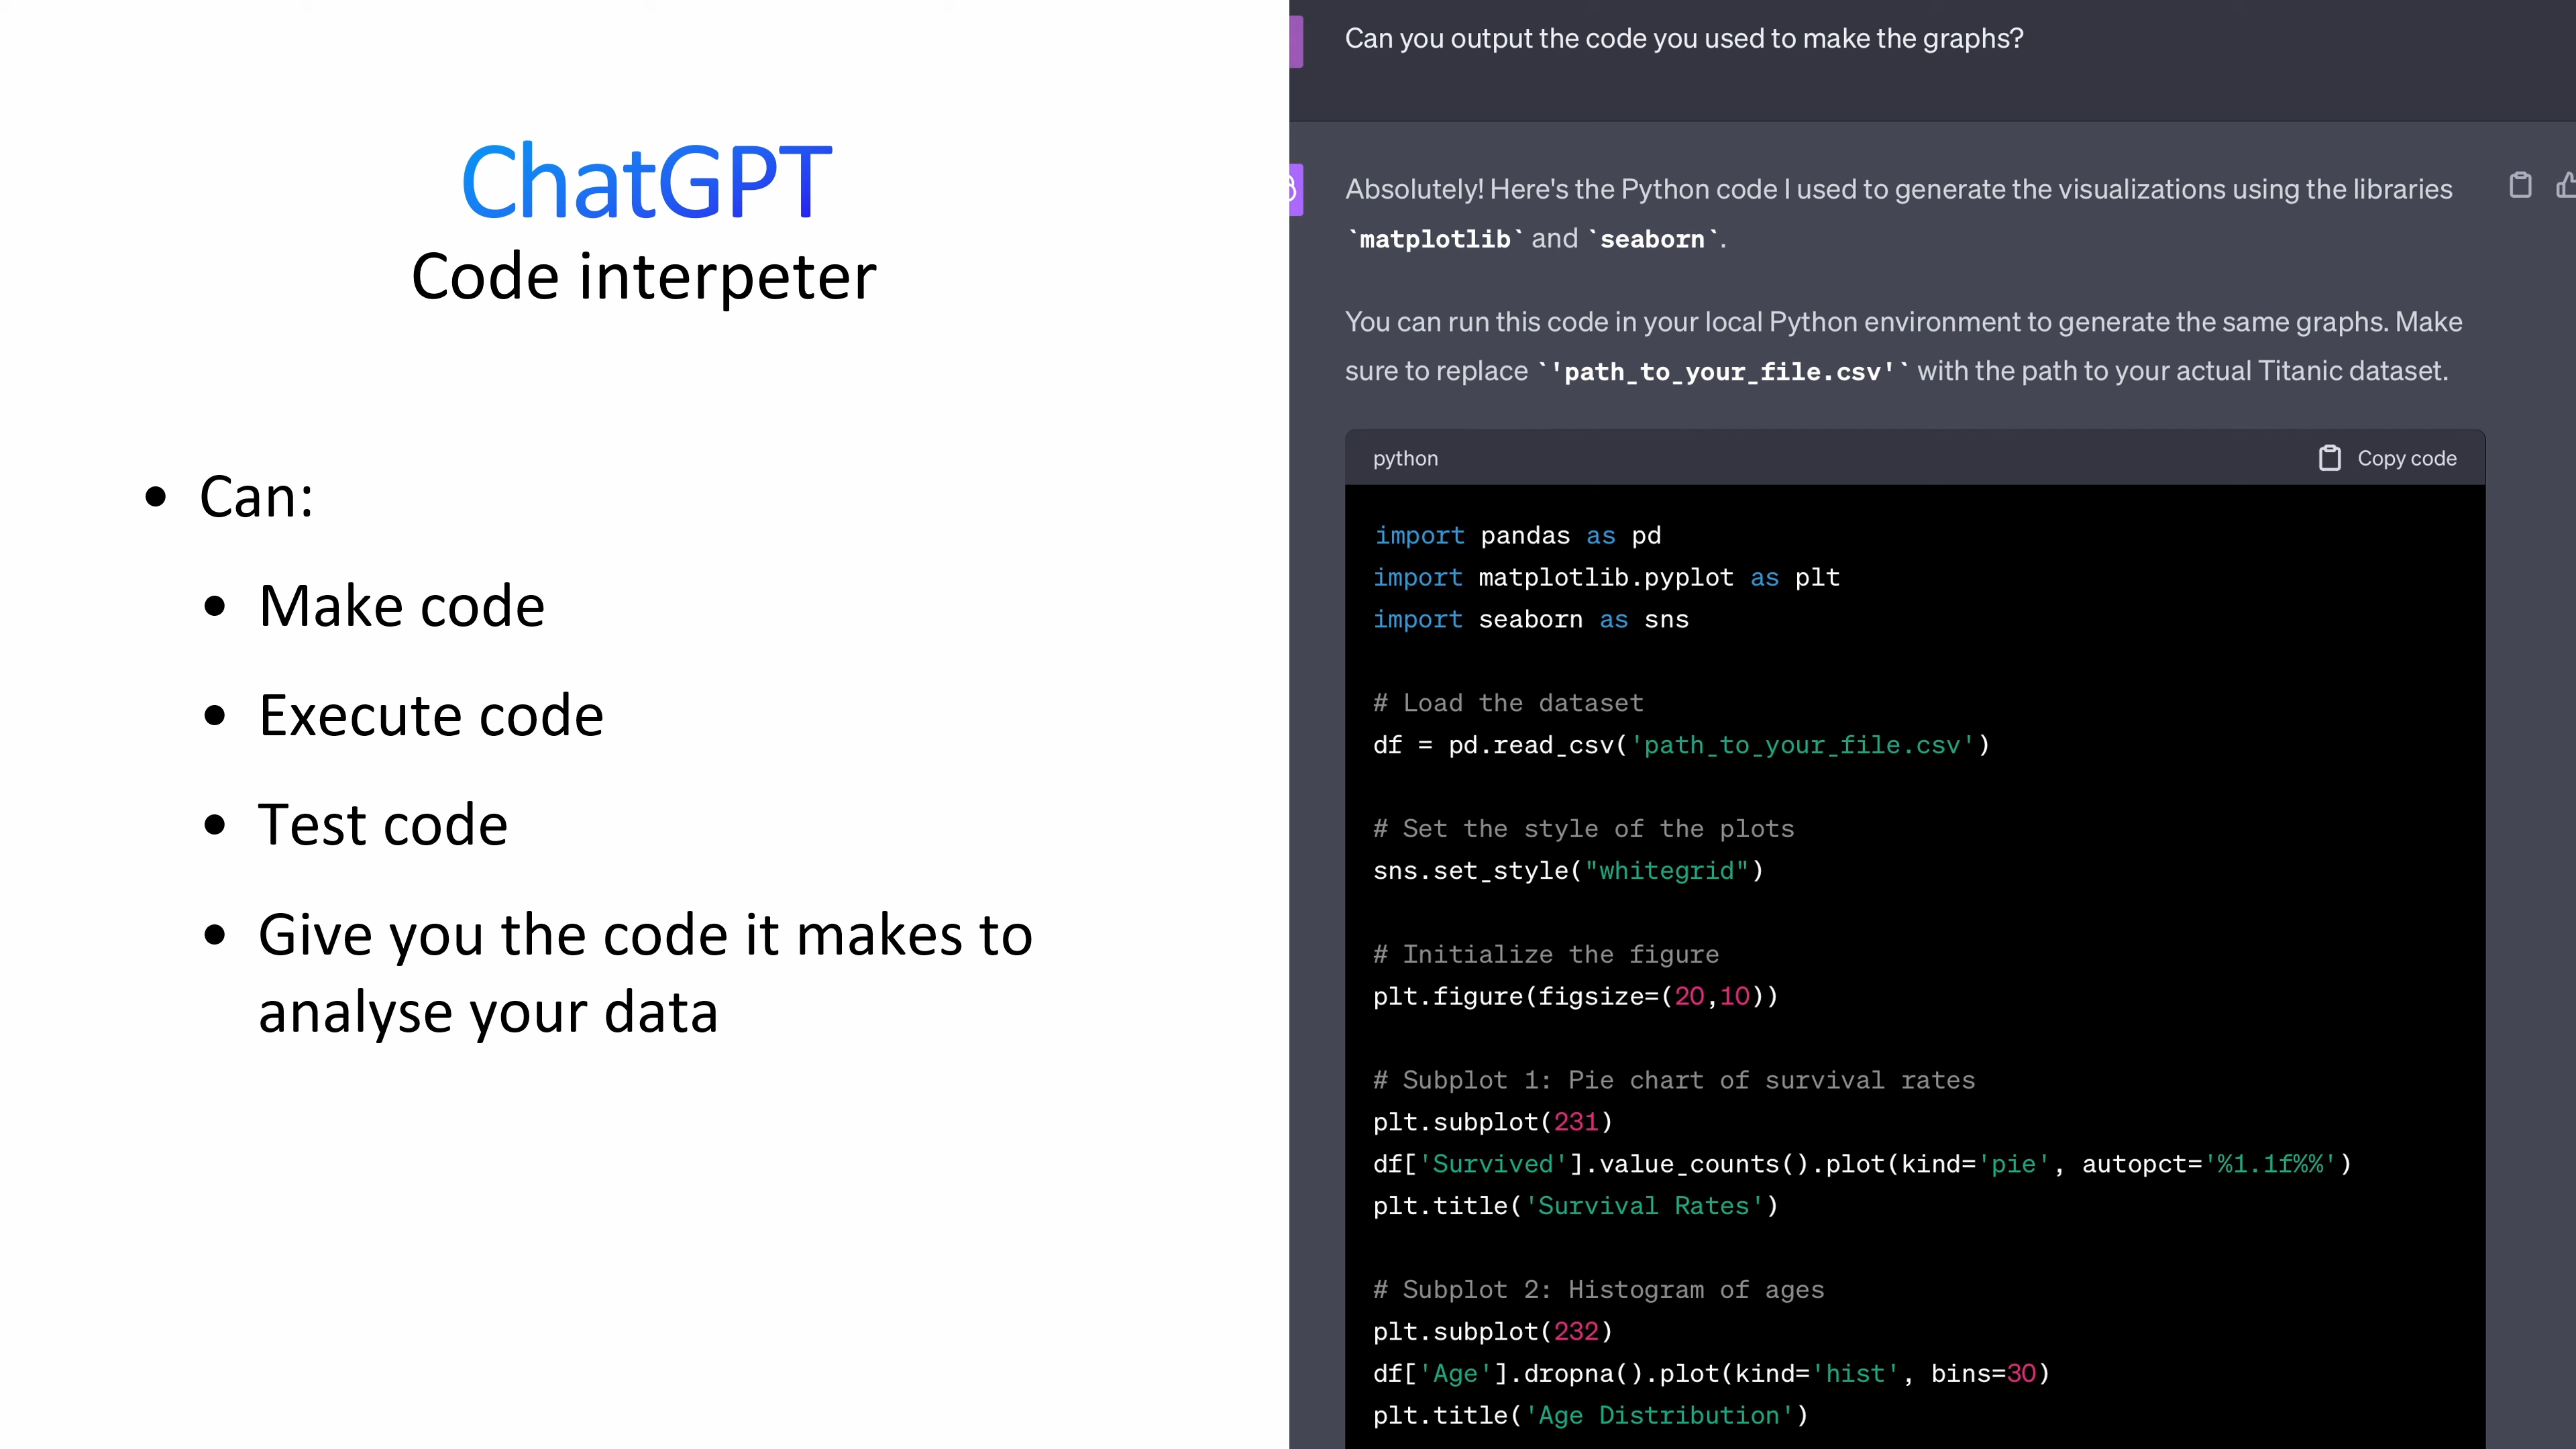 ChatGPT
Code interpeter
• Can:
• Make code
• Execute code
• Test code
• Give you the code it makes to
analyse your data
Can you output the code you used to make the graphs?
Absolutely! Here's the Python code I used to generate the visualizations using the libraries
`matplotlib` and `seaborn`.
You can run this code in your local Python environment to generate the same graphs. Make
sure to replace `'path_to_your_file.csv'` with the path to your actual Titanic dataset.
python
Copy code
import pandas as pd
import matplotlib.pyplot as plt
import seaborn as sns
# Load the dataset
df = pd.read_csv('path_to_your_file.csv')
# Set the style of the plots
sns.set_style("whitegrid")
# Initialize the figure
plt.figure(figsize=(20,10))
# Subplot 1: Pie chart of survival rates
plt.subplot(231)
df['Survived'].value_counts().plot(kind='pie', autopct='%1.1f%%')
plt.title('Survival Rates')
# Subplot 2: Histogram of ages
plt.subplot(232)
df['Age'].dropna().plot(kind='hist', bins=30)
plt.title('Age Distribution')